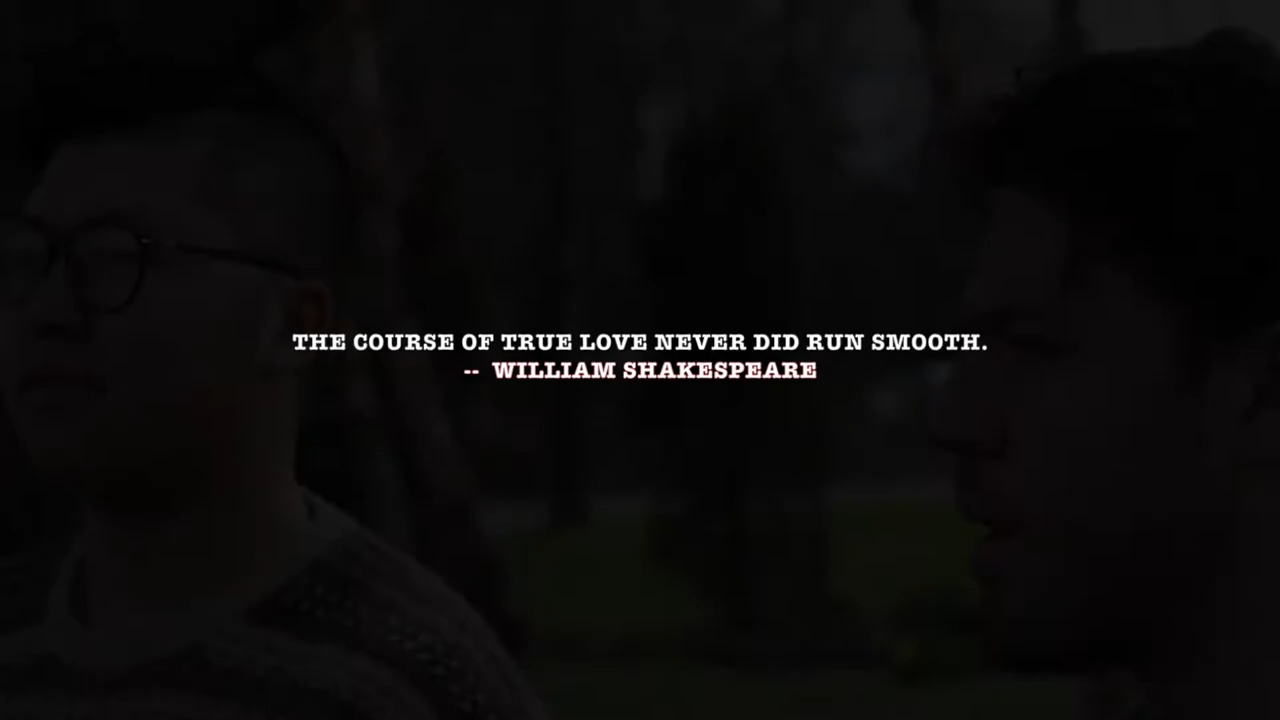 THE COURSE OF TRUE LOVE NEVER DID RUN SMOOTH.
-- WILLIAM SHAKESPEARE